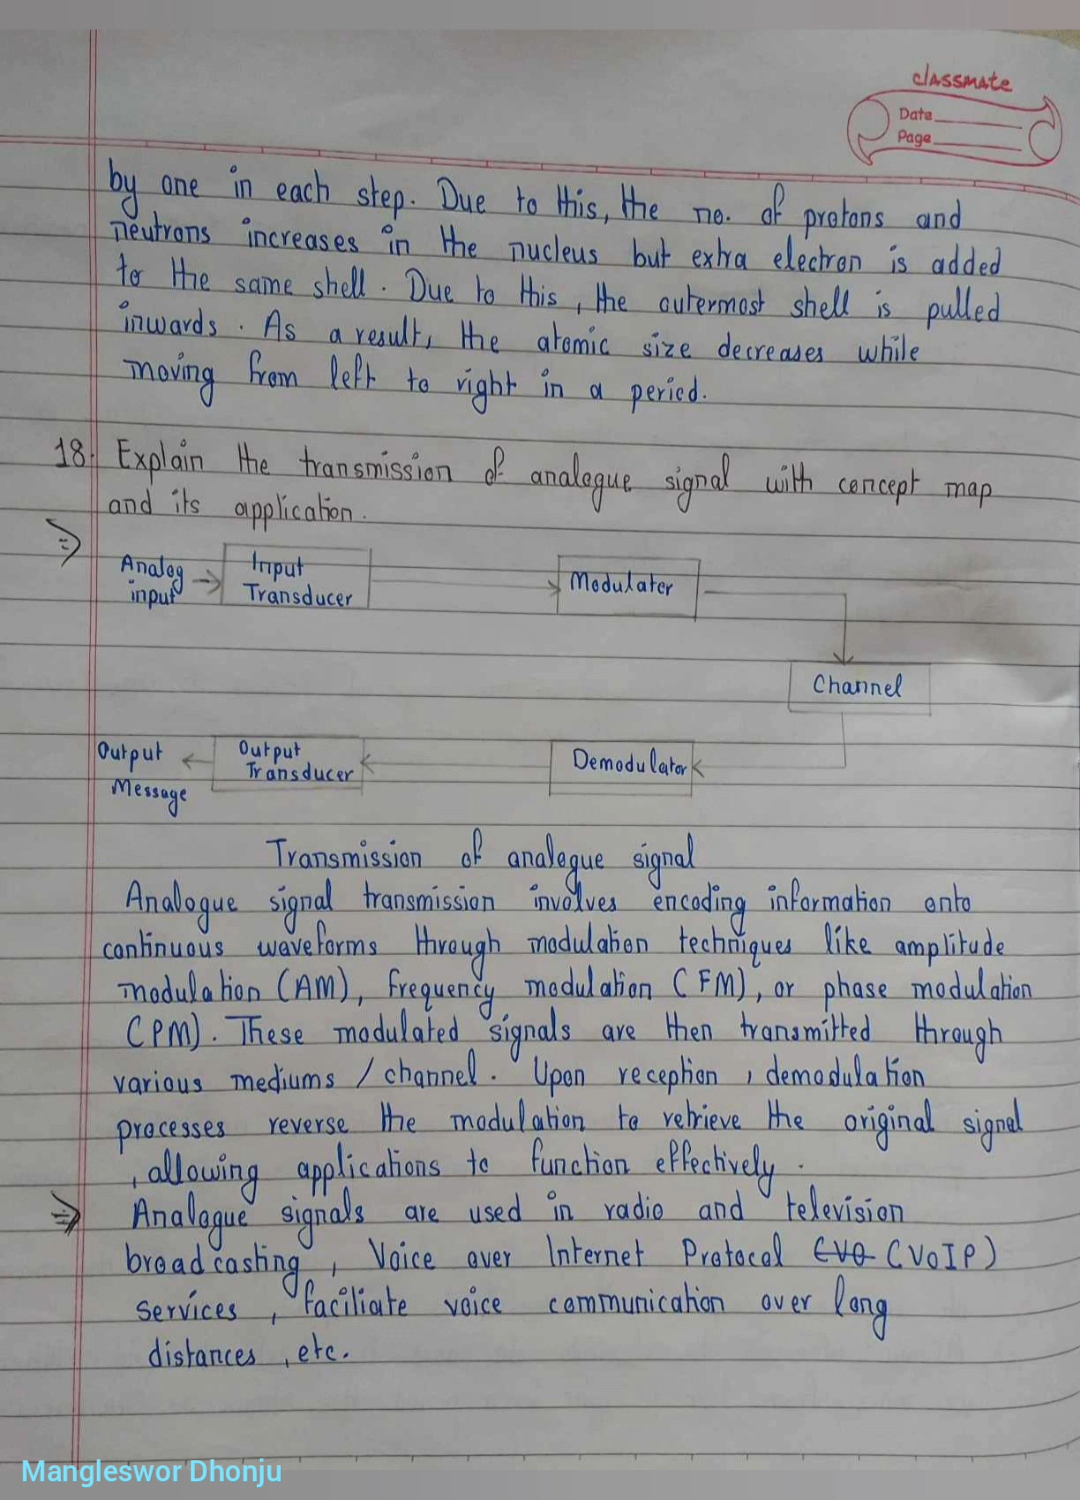 classmate
Date
Page
by one in each step. Due to this, the no. of protons and
neutrons increases in the nucleus but extra electron is added
to the same shell. Due to this, the outermost shell is pulled
inwards. As a result, the atomic size decreases while
moving from left to right in a period.
18. Explain the transmission of analogue signal with concept map
and its application.
Analog
input
Input
Transducer
Modulater
Channel
Output
Message
Output
Transducer
Demodulator
Transmission of analogue signal
Analogue signal transmission involves encoding information onto
continuous waveforms through modulation techniques like amplitude
modulation (AM), frequency modulation (FM), or phase modulation
(PM). These modulated signals are then transmitted through
various mediums / channel. Upon reception, demodulation
processes reverse the modulation to retrieve the original signal
, allowing applications to function effectively.
Analogue signals are used in radio and television
broadcasting, Voice over Internet Protocal (VO (VoIP)
services, faciliate voice communication over long
distances, etc.
Mangleswor Dhonju